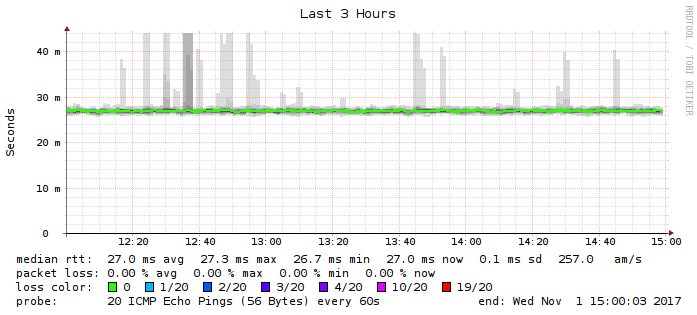 Last 3 Hours
RRDTOOL / TOBI OETIKER
Seconds
40 m
30 m
20 m
10 m
0
12:20 12:40 13:00 13:20 13:40 14:00 14:20 14:40 15:00
median rtt: 27.0 ms avg 27.3 ms max 26.7 ms min 27.0 ms now 0.1 ms sd 257.0 am/s
packet loss: 0.00 % avg 0.00 % max 0.00 % min 0.00 % now
loss color: 0 1/20 2/20 3/20 4/20 10/20 19/20
probe: 20 ICMP Echo Pings (56 Bytes) every 60s end: Wed Nov 1 15:00:03 2017